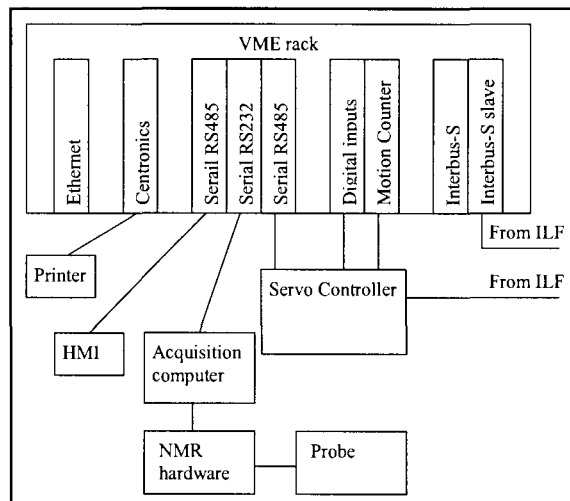 VME rack
Ethernet
Centronics
Serail RS485
Serial RS232
Serial RS485
Digital inputs
Motion Counter
Interbus-S
Interbus-S slave
From ILF
From ILF
Printer
Servo Controller
HMI
Acquisition
computer
NMR
hardware
Probe